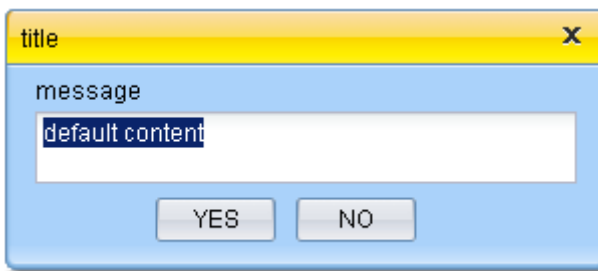 title x
message
default content
YES NO